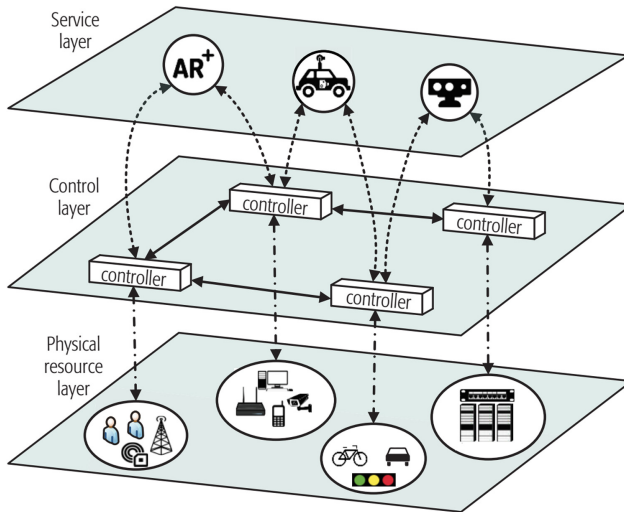 Service
layer
AR+
Control
layer
controller
controller
controller
controller
Physical
resource
layer